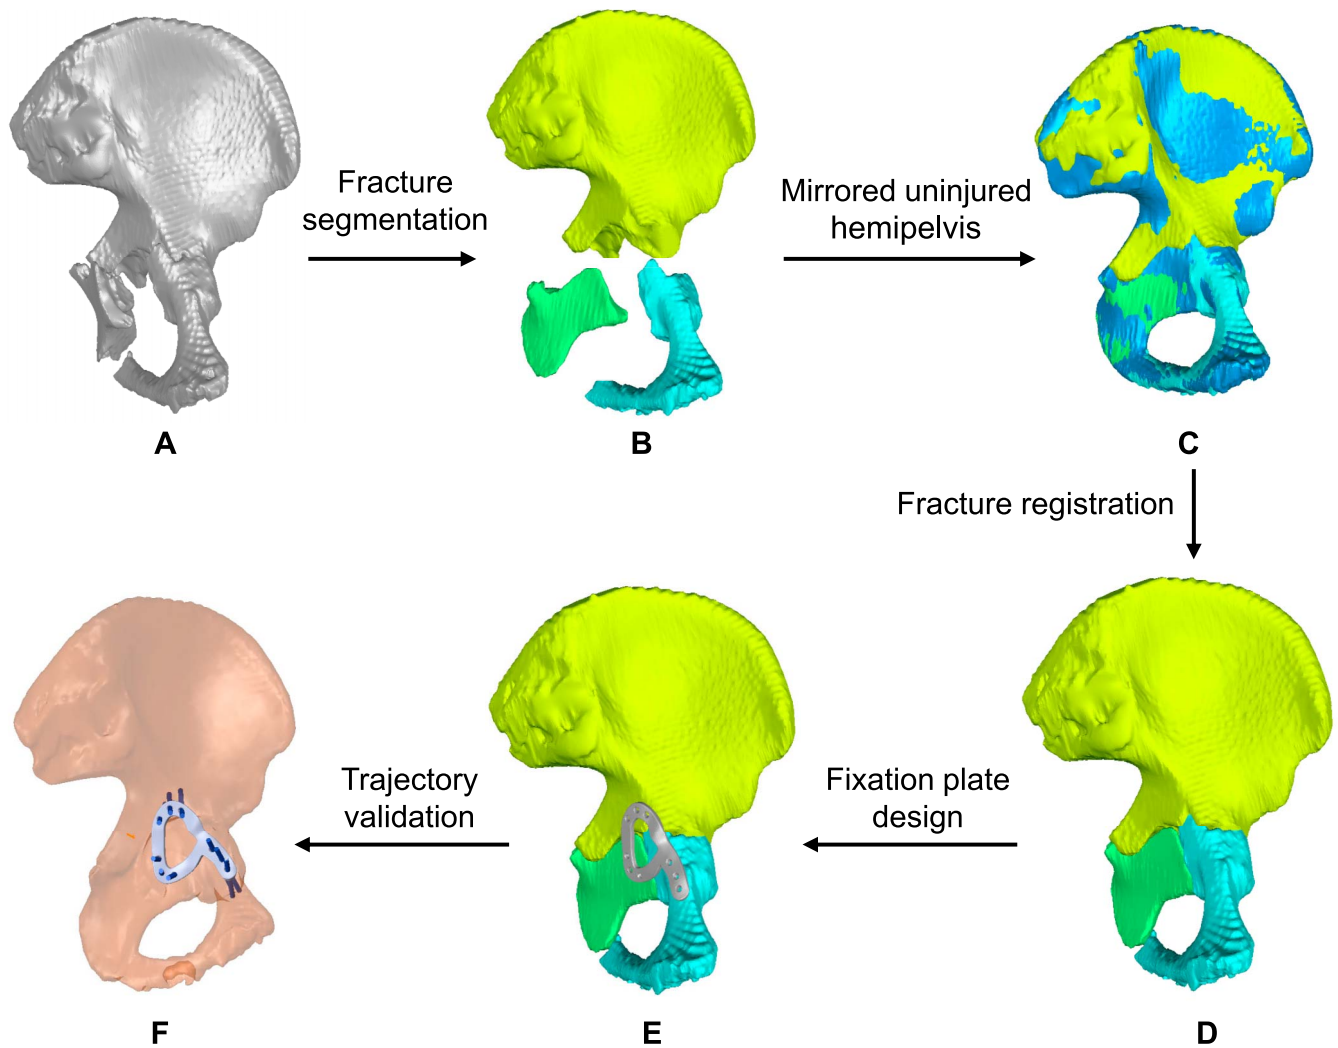 Fracture
segmentation
Mirrored uninjured
hemipelvis
A
B
C
Fracture registration
Fixation plate
design
Trajectory
validation
F
E
D